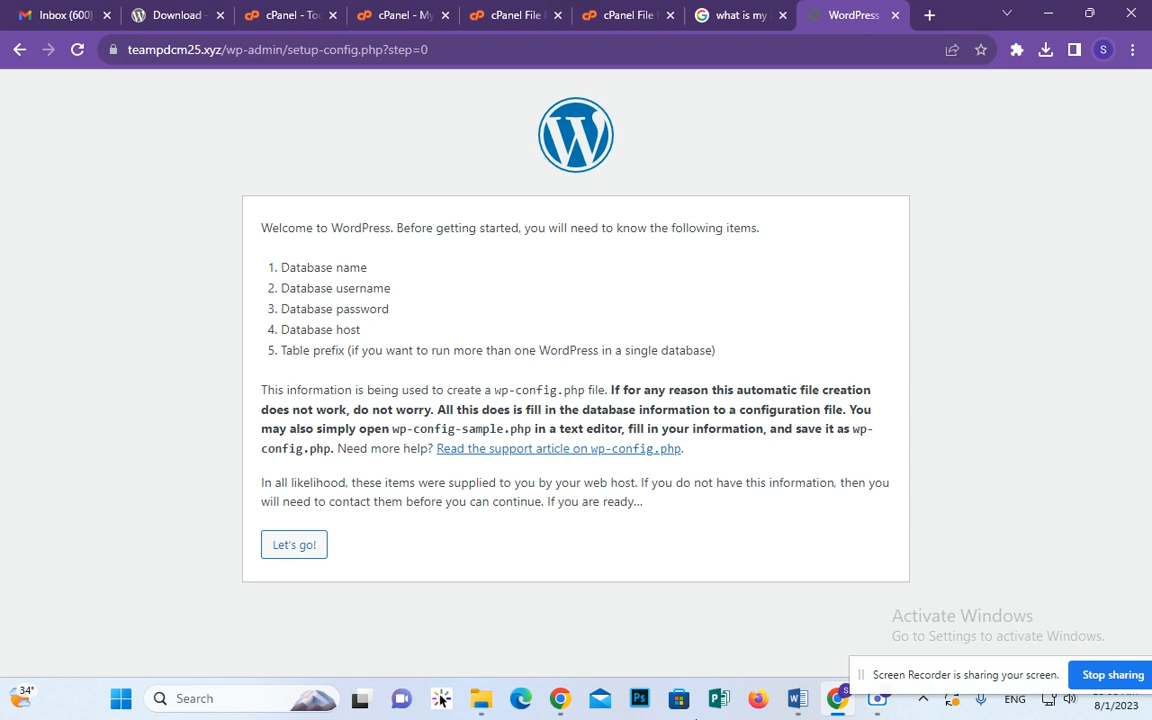 Inbox (600)
Download
cPanel - Too
cPanel - My
cPanel File
cPanel File
what is my
WordPress
teampdcm25.xyz/wp-admin/setup-config.php?step=0
S
Welcome to WordPress. Before getting started, you will need to know the following items.
1. Database name
2. Database username
3. Database password
4. Database host
5. Table prefix (if you want to run more than one WordPress in a single database)
This information is being used to create a wp-config.php file. If for any reason this automatic file creation
does not work, do not worry. All this does is fill in the database information to a configuration file. You
may also simply open wp-config-sample.php in a text editor, fill in your information, and save it as wp-
config.php. Need more help? Read the support article on wp-config.php.
In all likelihood, these items were supplied to you by your web host. If you do not have this information, then you
will need to contact them before you can continue. If you are ready…
Let's go!
Activate Windows
Go to Settings to activate Windows.
Screen Recorder is sharing your screen.
Stop sharing
34°
Search
Ps
ENG
8/1/2023